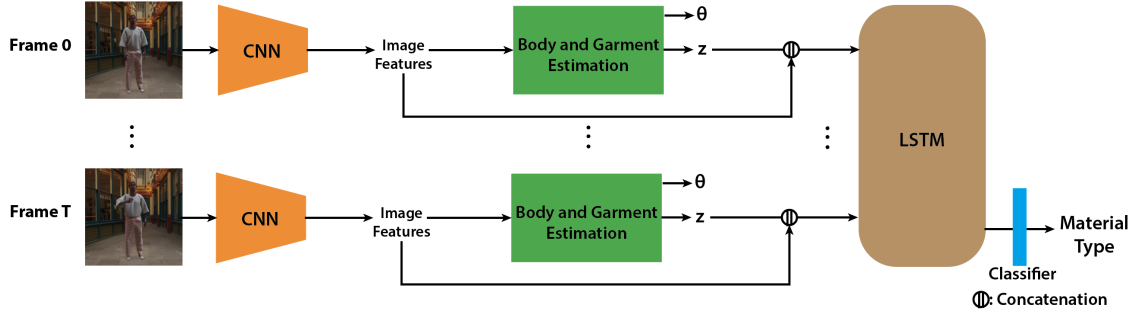 Frame 0
CNN
Image
Features
Body and Garment
Estimation
θ
z
LSTM
Frame T
CNN
Image
Features
Body and Garment
Estimation
θ
z
Classifier
Material
Type
: Concatenation